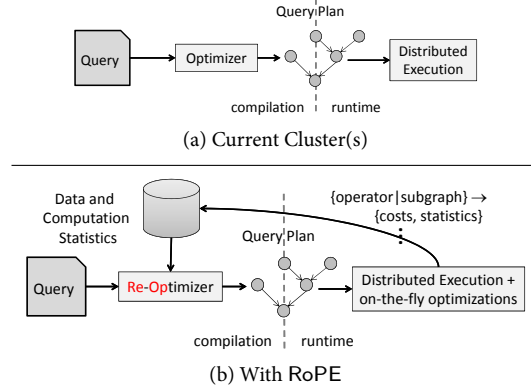 Query Plan
Query
Optimizer
Distributed
Execution
compilation
runtime
(a) Current Cluster(s)
Data and
Computation
Statistics
{operator|subgraph} →
{costs, statistics}
Query Plan
Query
Re-Optimizer
Distributed Execution +
on-the-fly optimizations
compilation
runtime
(b) With RoPE